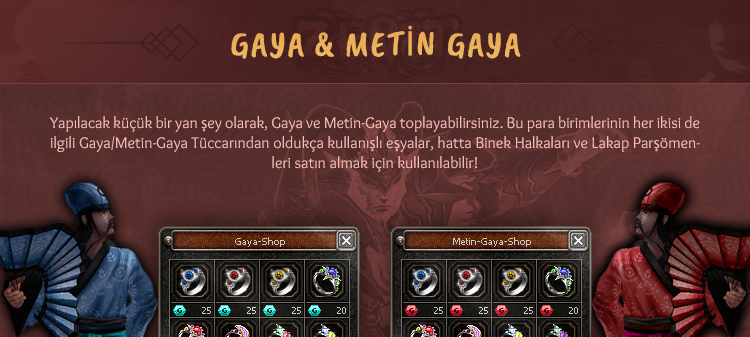 GAYA & METİN GAYA
Yapılacak küçük bir yan şey olarak, Gaya ve Metin-Gaya toplayabilirsiniz. Bu para birimlerinin her ikisi de
ilgili Gaya/Metin-Gaya Tüccarından oldukça kullanışlı eşyalar, hatta Binek Halkaları ve Lakap Parşömen-
leri satın almak için kullanılabilir!
Gaya-Shop
Metin-Gaya-Shop
G 25 G 25 G 25 G 20
G 25 G 25 G 25 G 20